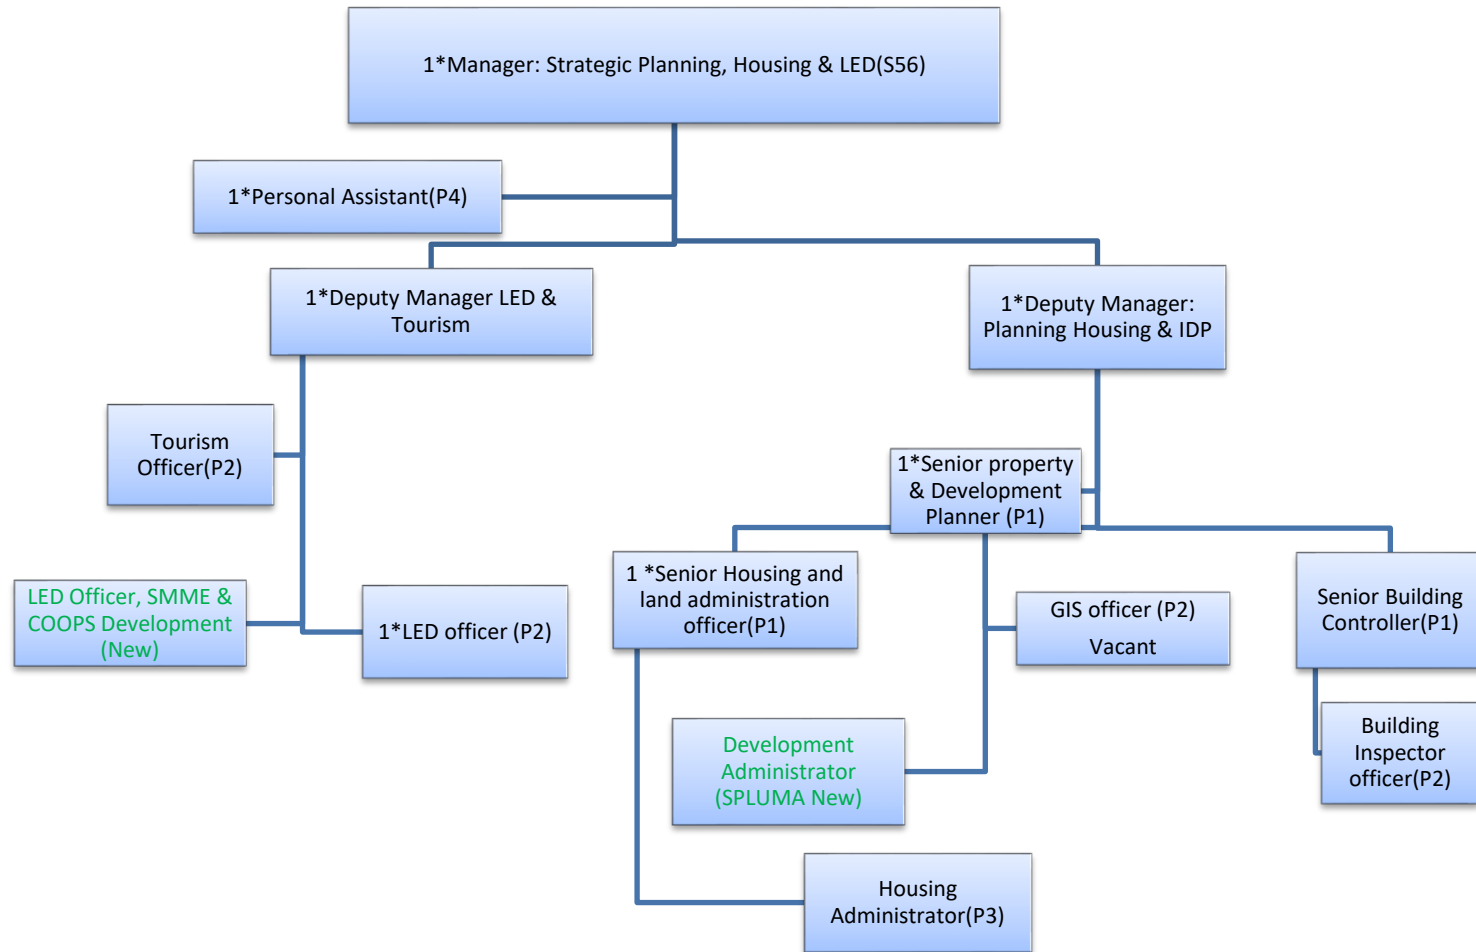 1*Manager: Strategic Planning, Housing & LED(S56)
1*Personal Assistant(P4)
1*Deputy Manager LED &
Tourism
1*Deputy Manager:
Planning Housing & IDP
Tourism
Officer(P2)
1*Senior property
& Development
Planner (P1)
LED Officer, SMME &
COOPS Development
(New)
1*LED officer (P2)
1 *Senior Housing and
land administration
officer(P1)
GIS officer (P2)
Vacant
Senior Building
Controller(P1)
Development
Administrator
(SPLUMA New)
Building
Inspector
officer(P2)
Housing
Administrator(P3)